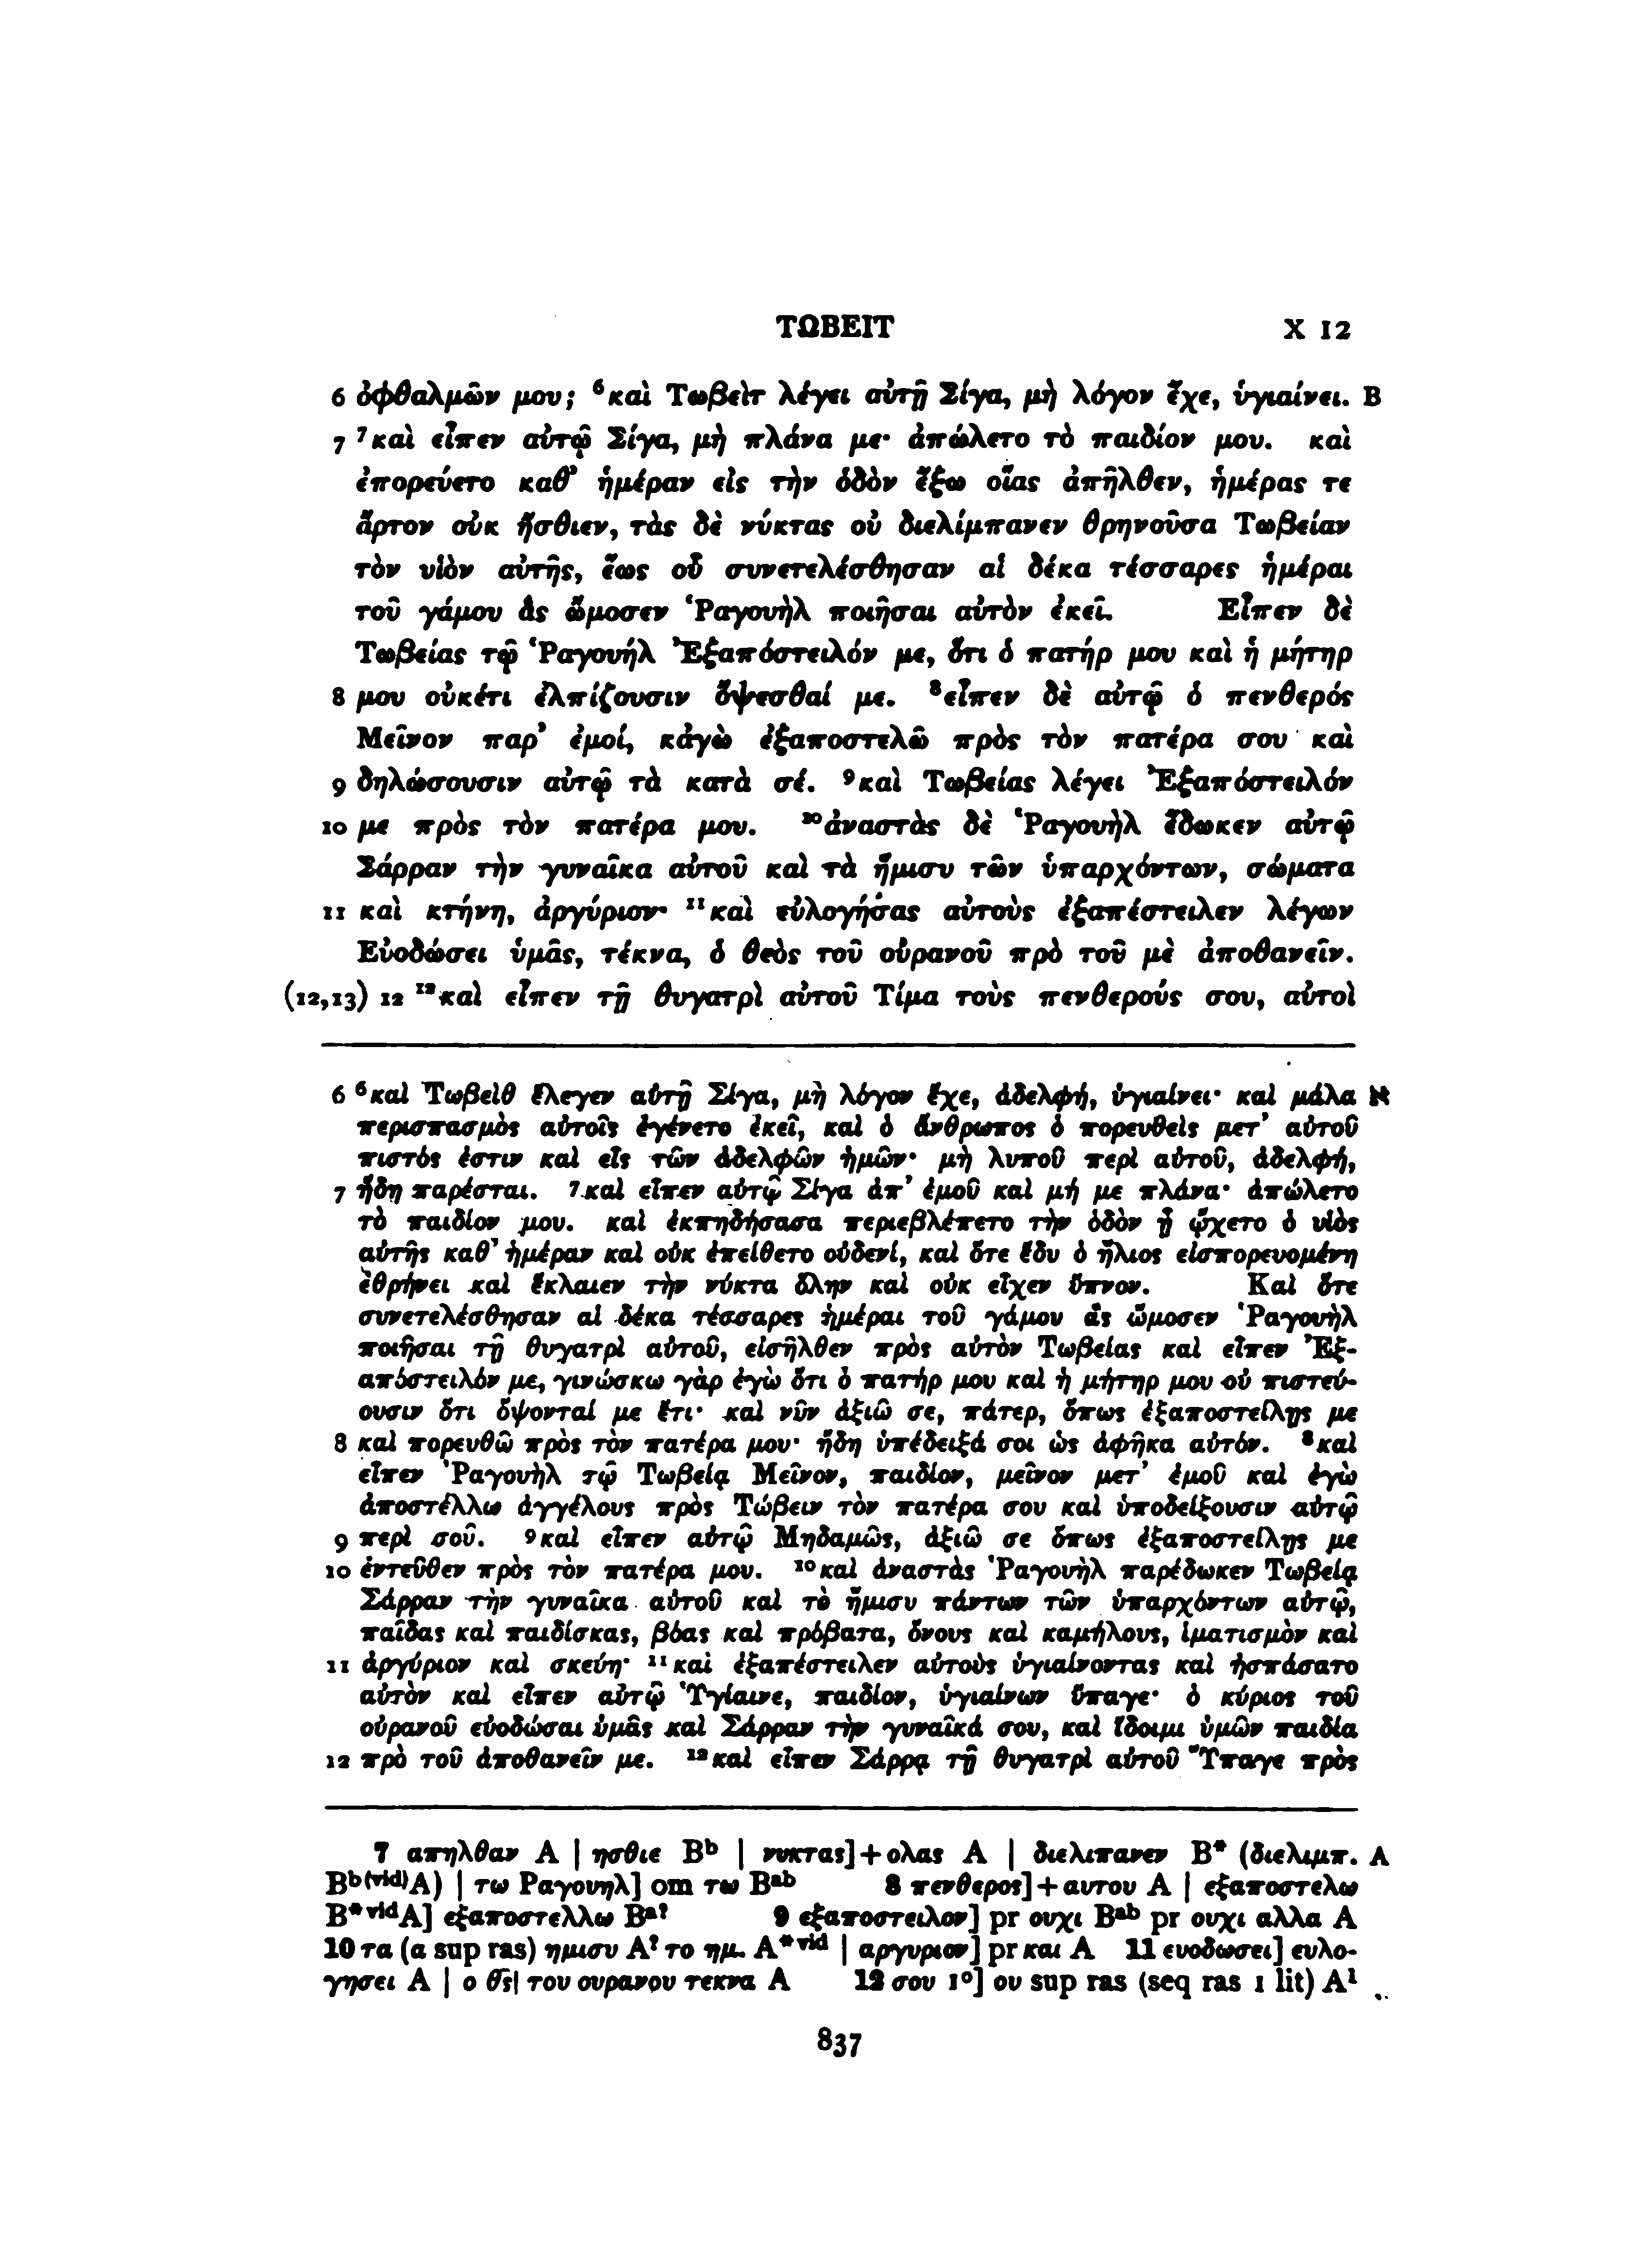 ΤΩΒΕΙΤ X 12
6 ὀφθαλμῶν μου; ⁶καὶ Τωβεὶτ λέγει αὐτῇ Σίγα, μὴ λόγον ἔχε, ὑγιαίνει. B
7 ⁷καὶ εἶπεν αὐτῷ Σίγα, μὴ πλάνα με· ἀπώλετο τὸ παιδίον μου. καὶ
ἐπορεύετο καθ’ ἡμέραν εἰς τὴν ὁδὸν ἔξω οἵας ἀπῆλθεν, ἡμέρας τε
ἄρτον οὐκ ἤσθιεν, τὰς δὲ νύκτας οὐ διελίμπανεν θρηνοῦσα Τωβείαν
τὸν υἱὸν αὐτῆς, ἕως οὗ συνετελέσθησαν αἱ δέκα τέσσαρες ἡμέραι
τοῦ γάμου ἃς ὤμοσεν Ῥαγουὴλ ποιῆσαι αὐτὸν ἐκεῖ. Εἶπεν δὲ
Τωβείας τῷ Ῥαγουήλ Ἐξαπόστειλόν με, ὅτι ὁ πατήρ μου καὶ ἡ μήτηρ
8 μου οὐκέτι ἐλπίζουσιν ὄψεσθαί με. ⁸εἶπεν δὲ αὐτῷ ὁ πενθερός
Μεῖνον παρ’ ἐμοί, κἀγὼ ἐξαποστελῶ πρὸς τὸν πατέρα σου καὶ
9 δηλώσουσιν αὐτῷ τὰ κατὰ σέ. ⁹καὶ Τωβείας λέγει Ἐξαπόστειλόν
10 με πρὸς τὸν πατέρα μου. ¹⁰ἀναστὰς δὲ Ῥαγουὴλ ἔδωκεν αὐτῷ
Σάρραν τὴν γυναῖκα αὐτοῦ καὶ τὰ ἥμισυ τῶν ὑπαρχόντων, σώματα
11 καὶ κτήνη, ἀργύριον· ¹¹καὶ εὐλογήσας αὐτοὺς ἐξαπέστειλεν λέγων
Εὐοδώσει ὑμᾶς, τέκνα, ὁ θεὸς τοῦ οὐρανοῦ πρὸ τοῦ μὲ ἀποθανεῖν.
(12,13) 12 ¹²καὶ εἶπεν τῇ θυγατρὶ αὐτοῦ Τίμα τοὺς πενθερούς σου, αὐτοὶ
6 ⁶καὶ Τωβεὶθ ἔλεγεν αὐτῇ Σίγα, μὴ λόγον ἔχε, ἀδελφή, ὑγιαίνει· καὶ μάλα א
περισπασμὸς αὐτοῖς ἐγένετο ἐκεῖ, καὶ ὁ ἄνθρωπος ὁ πορευθεὶς μετ’ αὐτοῦ
πιστός ἐστιν καὶ εἷς τῶν ἀδελφῶν ἡμῶν· μὴ λυποῦ περὶ αὐτοῦ, ἀδελφή,
7 ἤδη παρέσται. ⁷καὶ εἶπεν αὐτῷ Σίγα ἀπ’ ἐμοῦ καὶ μή με πλάνα· ἀπώλετο
τὸ παιδίον μου. καὶ ἐκπηδήσασα περιεβλέπετο τὴν ὁδὸν ᾗ ᾤχετο ὁ υἱὸς
αὐτῆς καθ’ ἡμέραν καὶ οὐκ ἐπείθετο οὐδενί, καὶ ὅτε ἔδυ ὁ ἥλιος εἰσπορευομένη
ἐθρήνει καὶ ἔκλαιεν τὴν νύκτα ὅλην καὶ οὐκ εἶχεν ὕπνον. Καὶ ὅτε
συνετελέσθησαν αἱ δέκα τέσσαρες ἡμέραι τοῦ γάμου ἃς ὤμοσεν Ῥαγουὴλ
ποιῆσαι τῇ θυγατρὶ αὐτοῦ, εἰσῆλθεν πρὸς αὐτὸν Τωβείας καὶ εἶπεν Ἐξ-
απόστειλόν με, γινώσκω γὰρ ἐγὼ ὅτι ὁ πατήρ μου καὶ ἡ μήτηρ μου οὐ πιστεύ-
ουσιν ὅτι ὄψονταί με ἔτι· καὶ νῦν ἀξιῶ σε, πάτερ, ὅπως ἐξαποστείλῃς με
8 καὶ πορευθῶ πρὸς τὸν πατέρα μου· ἤδη ὑπέδειξά σοι ὡς ἀφῆκα αὐτόν. ⁸καὶ
εἶπεν Ῥαγουὴλ τῷ Τωβείᾳ Μεῖνον, παιδίον, μεῖνον μετ’ ἐμοῦ καὶ ἐγὼ
ἀποστέλλω ἀγγέλους πρὸς Τώβειν τὸν πατέρα σου καὶ ὑποδείξουσιν αὐτῷ
9 περὶ σοῦ. ⁹καὶ εἶπεν αὐτῷ Μηδαμῶς, ἀξιῶ σε ὅπως ἐξαποστείλῃς με
10 ἐντεῦθεν πρὸς τὸν πατέρα μου. ¹⁰καὶ ἀναστὰς Ῥαγουὴλ παρέδωκεν Τωβείᾳ
Σάρραν τὴν γυναῖκα αὐτοῦ καὶ τὸ ἥμισυ πάντων τῶν ὑπαρχόντων αὐτῷ,
παῖδας καὶ παιδίσκας, βόας καὶ πρόβατα, ὄνους καὶ καμήλους, ἱματισμὸν καὶ
11 ἀργύριον καὶ σκεύη· ¹¹καὶ ἐξαπέστειλεν αὐτοὺς ὑγιαίνοντας καὶ ἠσπάσατο
αὐτὸν καὶ εἶπεν αὐτῷ Ὑγίαινε, παιδίον, ὑγιαίνων ὕπαγε· ὁ κύριος τοῦ
οὐρανοῦ εὐοδώσαι ὑμᾶς καὶ Σάρραν τὴν γυναῖκά σου, καὶ ἴδοιμι ὑμῶν παιδία
12 πρὸ τοῦ ἀποθανεῖν με. ¹²καὶ εἶπεν Σάρρᾳ τῇ θυγατρὶ αὐτοῦ Ὕπαγε πρὸς
7 απηλθαν A | ησθιε Bᵇ | νυκτας]+ολας A | διελιπανεν B* (διελιμπ. A
Bᵇ⁽ᵛⁱᵈ⁾A) | τω Ραγουηλ] om τω Bᵃᵇ 8 πενθερος]+αυτου A | εξαποστελω
B*ᵛⁱᵈA] εξαποστελλω Bᵃ? 9 εξαποστειλον] pr ουχι Bᵃᵇ pr ουχι αλλα A
10 τα (α sup ras) ημισυ A? το ημ. A*ᵛⁱᵈ | αργυριον] pr και A 11 ευοδωσει] ευλο-
γησει A | ο θ̅ς̅| του ουρανου τεκνα A 12 σου 1°] ου sup ras (seq ras 1 lit) A¹
837